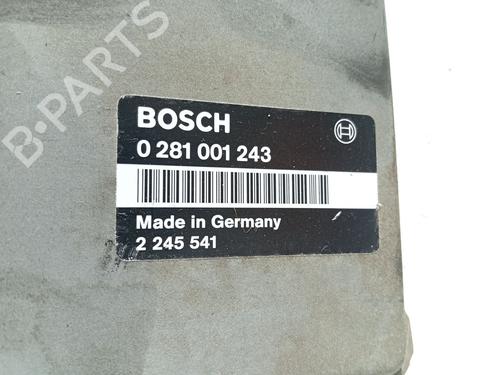 B-PARTS
BOSCH
0 281 001 243
Made in Germany
2 245 541